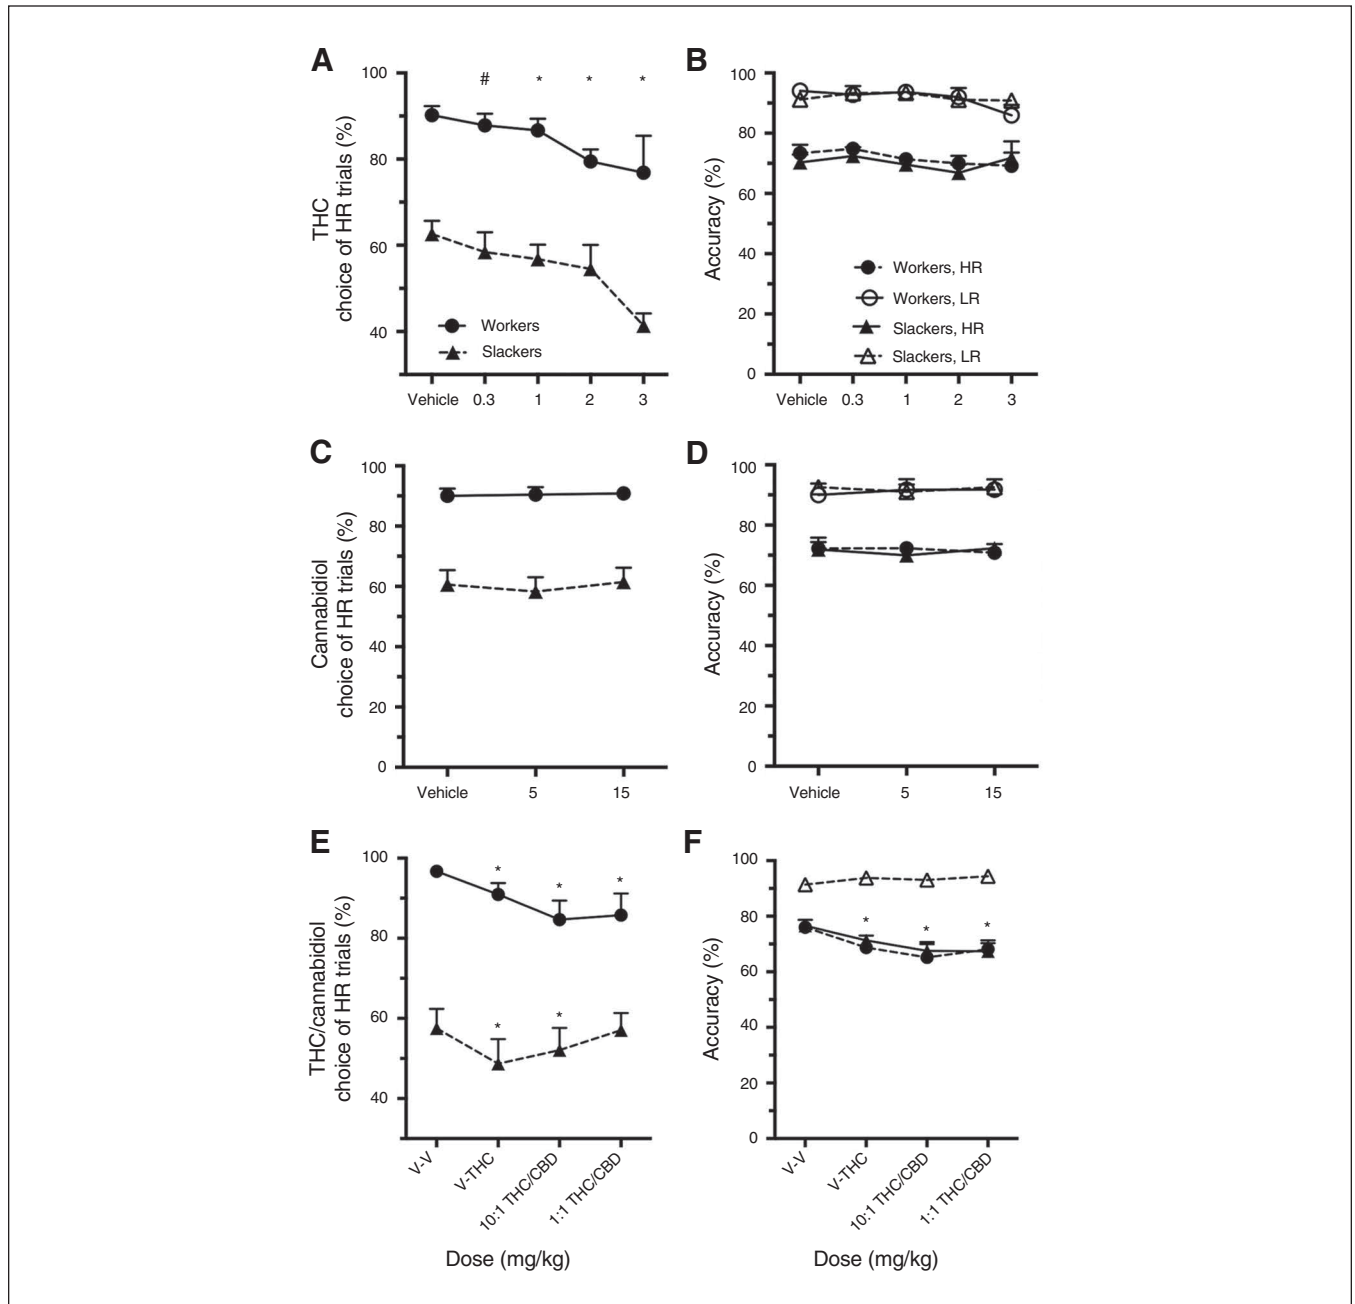 A
B
100
# * * *
80
60
40
THC
choice of HR trials (%)
Workers
Slackers
Vehicle 0.3 1 2 3
100
80
60
40
20
0
Accuracy (%)
Workers, HR
Workers, LR
Slackers, HR
Slackers, LR
Vehicle 0.3 1 2 3
C
D
100
80
60
40
20
0
Cannabidiol
choice of HR trials (%)
Vehicle 5 15
100
80
60
40
20
0
Accuracy (%)
Vehicle 5 15
E
F
100
80
60
40
* * *
* *
THC/cannabidiol
choice of HR trials (%)
V-V
V-THC
10:1 THC/CBD
1:1 THC/CBD
Dose (mg/kg)
100
80
60
40
20
0
* * *
Accuracy (%)
V-V
V-THC
10:1 THC/CBD
1:1 THC/CBD
Dose (mg/kg)